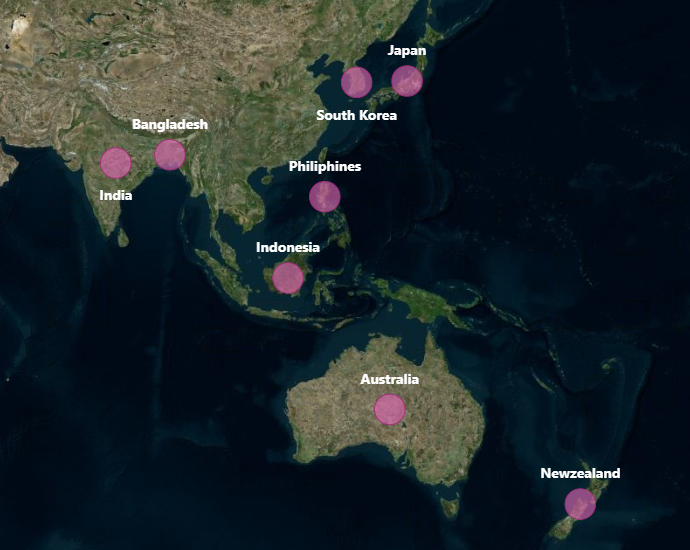 Japan
South Korea
Bangladesh
Philiphines
India
Indonesia
Australia
Newzealand